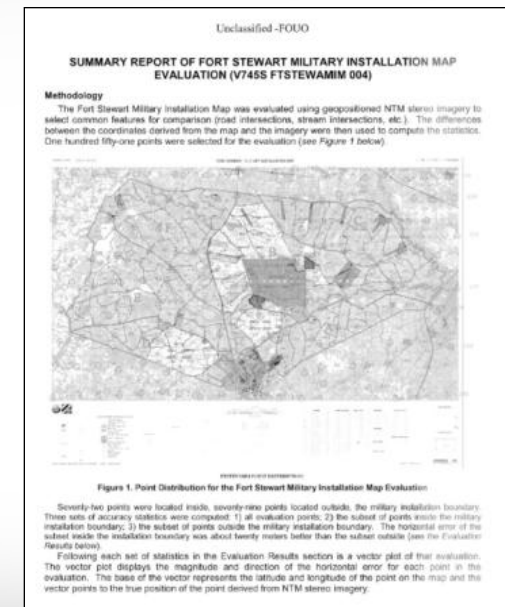 Unclassified -FOUO
SUMMARY REPORT OF FORT STEWART MILITARY INSTALLATION MAP
EVALUATION (V745S FTSTEWAMIM 004)
Methodology
The Fort Stewart Military Installation Map was evaluated using geopositioned NTM stereo imagery to
select common features for comparison (road intersections, stream intersections, etc.). The differences
between the coordinates derived from the map and the imagery were then used to compute the statistics.
One hundred fifty-one points were selected for the evaluation (see Figure 1 below).
Figure 1. Point Distribution for the Fort Stewart Military Installation Map Evaluation
Seventy-two points were located inside, seventy-nine points located outside, the military installation boundary.
Three sets of accuracy statistics were computed: 1) all evaluation points; 2) the subset of points inside the military
installation boundary; 3) the subset of points outside the military installation boundary. The horizontal error of the
subset inside the installation boundary was about twenty meters better than the subset outside (see the Evaluation
Results below).
Following each set of statistics in the Evaluation Results section is a vector plot of that evaluation.
The vector plot displays the magnitude and direction of the horizontal error for each point in the
evaluation. The base of the vector represents the latitude and longitude of the point on the map and the
vector points to the true position of the point derived from NTM stereo imagery.